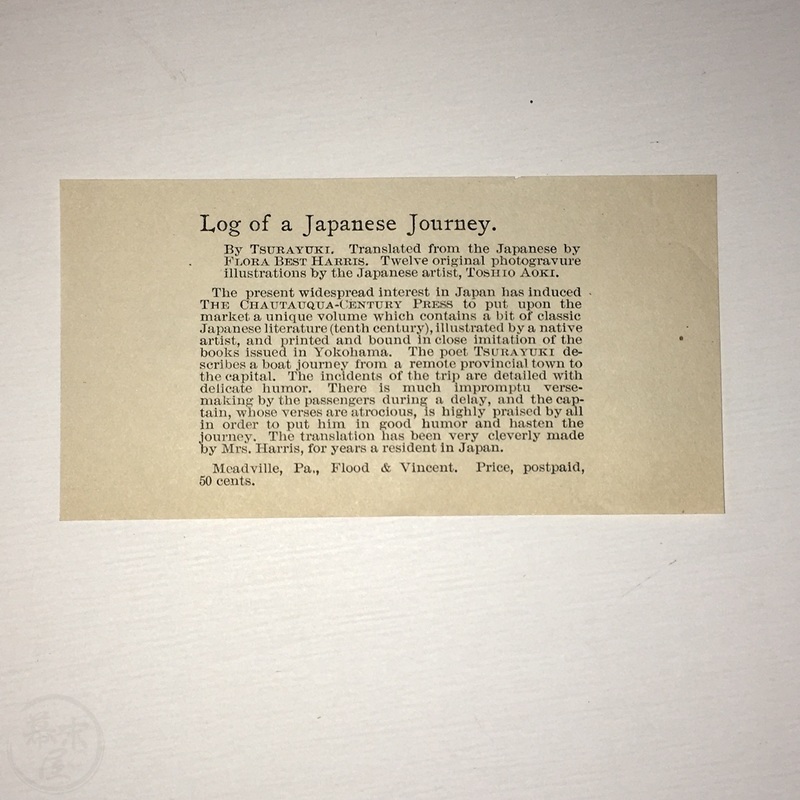 Log of a Japanese Journey.
By TSURAYUKI. Translated from the Japanese by
FLORA BEST HARRIS. Twelve original photogravure
illustrations by the Japanese artist, TOSHIO AOKI.
The present widespread interest in Japan has induced
THE CHAUTAUQUA-CENTURY PRESS to put upon the
market a unique volume which contains a bit of classic
Japanese literature (tenth century), illustrated by a native
artist, and printed and bound in close imitation of the
books issued in Yokohama. The poet TSURAYUKI de-
scribes a boat journey from a remote provincial town to
the capital. The incidents of the trip are detailed with
delicate humor. There is much impromptu verse-
making by the passengers during a delay, and the cap-
tain, whose verses are atrocious, is highly praised by all
in order to put him in good humor and hasten the
journey. The translation has been very cleverly made
by Mrs. Harris, for years a resident in Japan.
Meadville, Pa., Flood & Vincent. Price, postpaid,
50 cents.